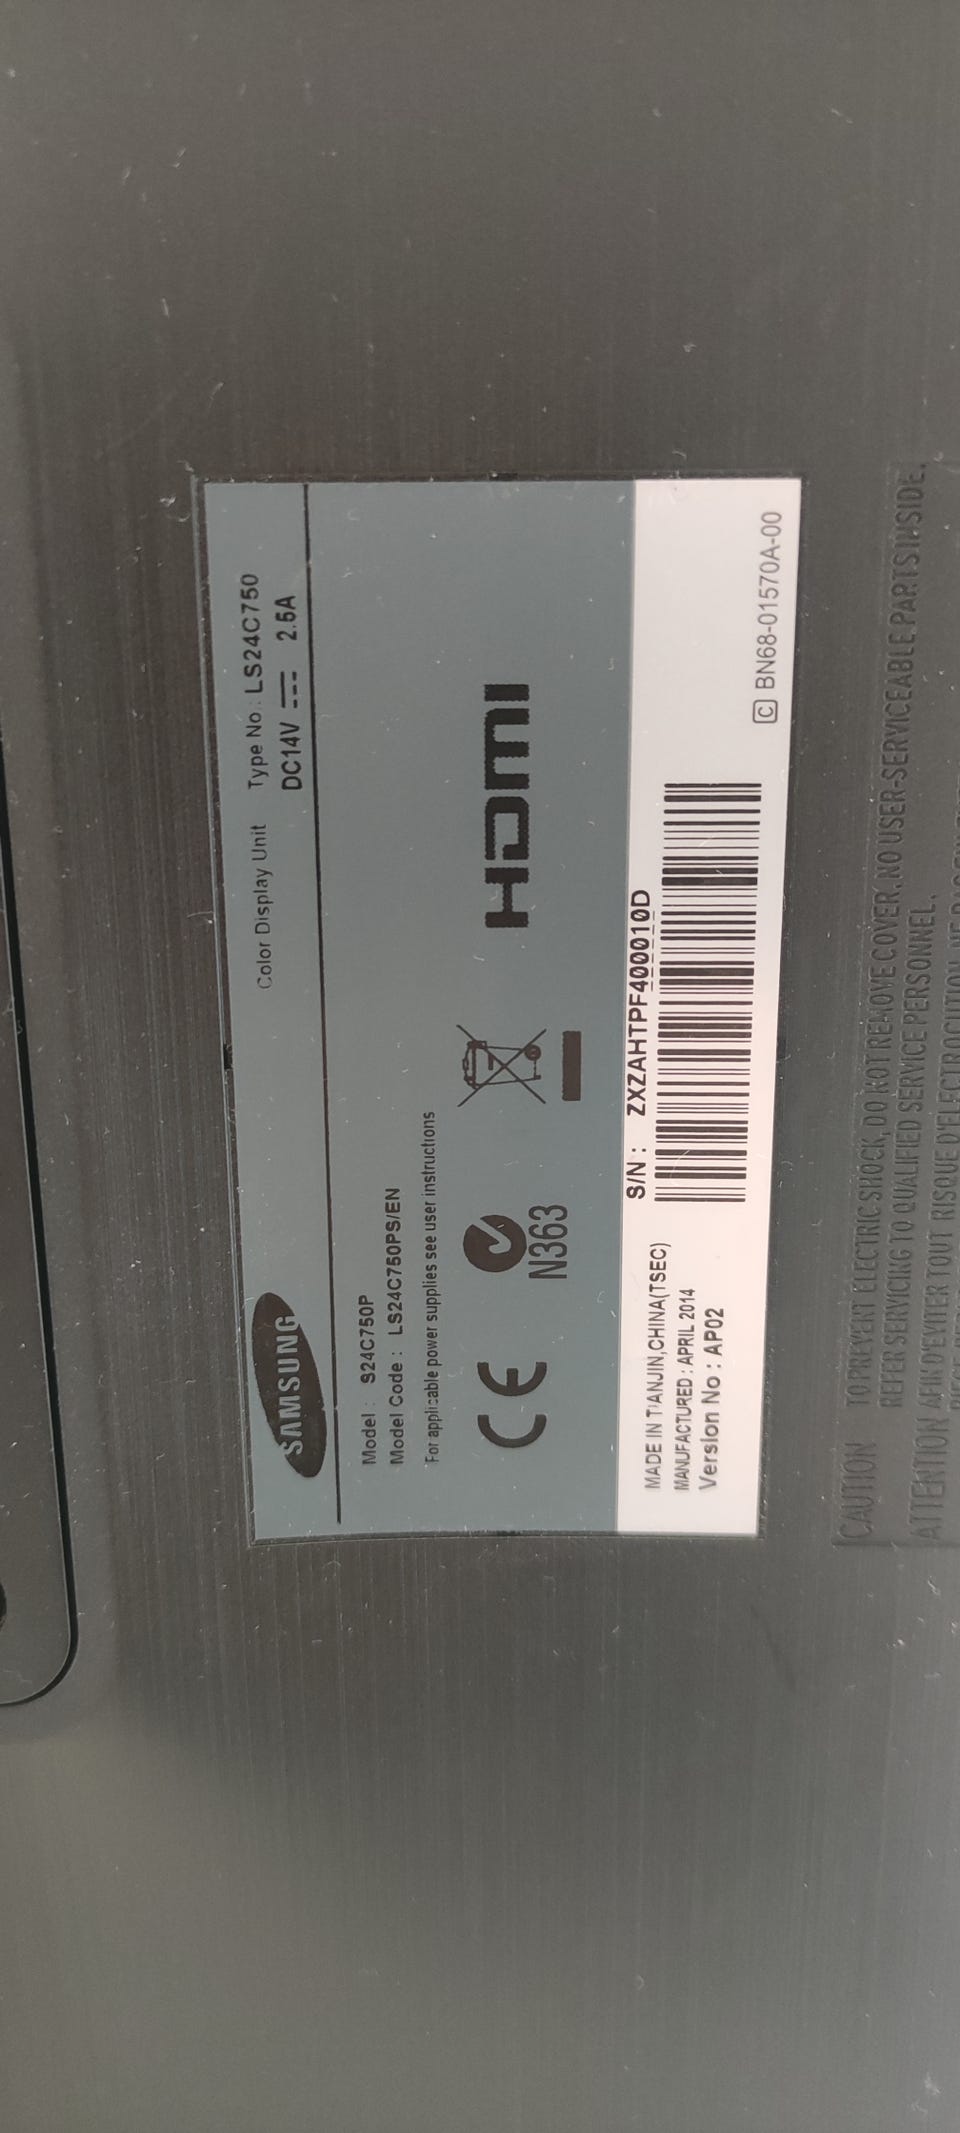 SAMSUNG
Color Display Unit
Type No.: LS24C750
DC14V 2.5A
Model : S24C750P
Model Code : LS24C750PS/EN
For applicable power supplies see user instructions
CE
N363
HDMI
MADE IN TIANJIN,CHINA(TSEC)
MANUFACTURED : APRIL 2014
Version No : AP02
S/N : ZXZAHTPF400010D
C BN68-01570A-00
CAUTION TO PREVENT ELECTRIC SHOCK, DO NOT REMOVE COVER. NO USER-SERVICEABLE PARTS INSIDE.
REFER SERVICING TO QUALIFIED SERVICE PERSONNEL.
ATTENTION AFIN D'EVITER TOUT RISQUE D'ELECTROCUTION